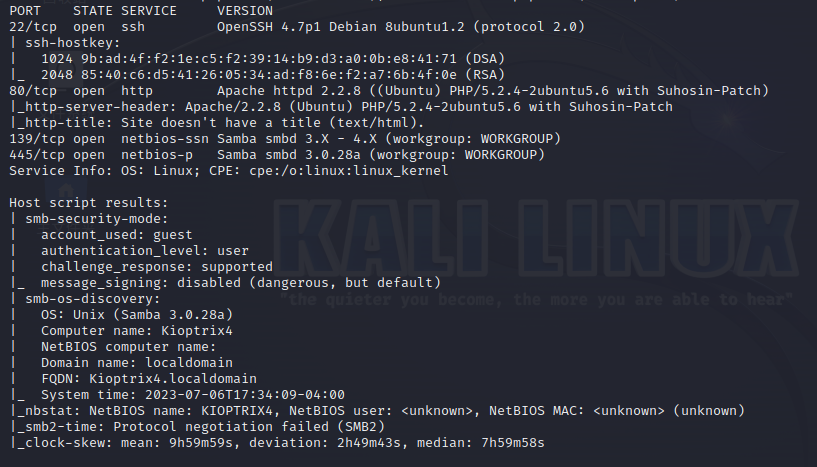 PORT    STATE SERVICE     VERSION
22/tcp  open  ssh         OpenSSH 4.7p1 Debian 8ubuntu1.2 (protocol 2.0)
| ssh-hostkey:
|   1024 9b:ad:4f:f2:1e:c5:f2:39:14:b9:d3:a0:0b:e8:41:71 (DSA)
|_  2048 85:40:c6:d5:41:26:05:34:ad:f8:6e:f2:a7:6b:4f:0e (RSA)
80/tcp  open  http        Apache httpd 2.2.8 ((Ubuntu) PHP/5.2.4-2ubuntu5.6 with Suhosin-Patch)
|_http-server-header: Apache/2.2.8 (Ubuntu) PHP/5.2.4-2ubuntu5.6 with Suhosin-Patch
|_http-title: Site doesn't have a title (text/html).
139/tcp open  netbios-ssn Samba smbd 3.X - 4.X (workgroup: WORKGROUP)
445/tcp open  netbios-p   Samba smbd 3.0.28a (workgroup: WORKGROUP)
Service Info: OS: Linux; CPE: cpe:/o:linux:linux_kernel

Host script results:
| smb-security-mode:
|   account_used: guest
|   authentication_level: user
|   challenge_response: supported
|_  message_signing: disabled (dangerous, but default)
| smb-os-discovery:
|   OS: Unix (Samba 3.0.28a)
|   Computer name: Kioptrix4
|   NetBIOS computer name:
|   Domain name: localdomain
|   FQDN: Kioptrix4.localdomain
|_  System time: 2023-07-06T17:34:09-04:00
|_nbstat: NetBIOS name: KIOPTRIX4, NetBIOS user: <unknown>, NetBIOS MAC: <unknown> (unknown)
|_smb2-time: Protocol negotiation failed (SMB2)
|_clock-skew: mean: 9h59m59s, deviation: 2h49m43s, median: 7h59m58s
KALI LINUX
"the quieter you become, the more you are able to hear"